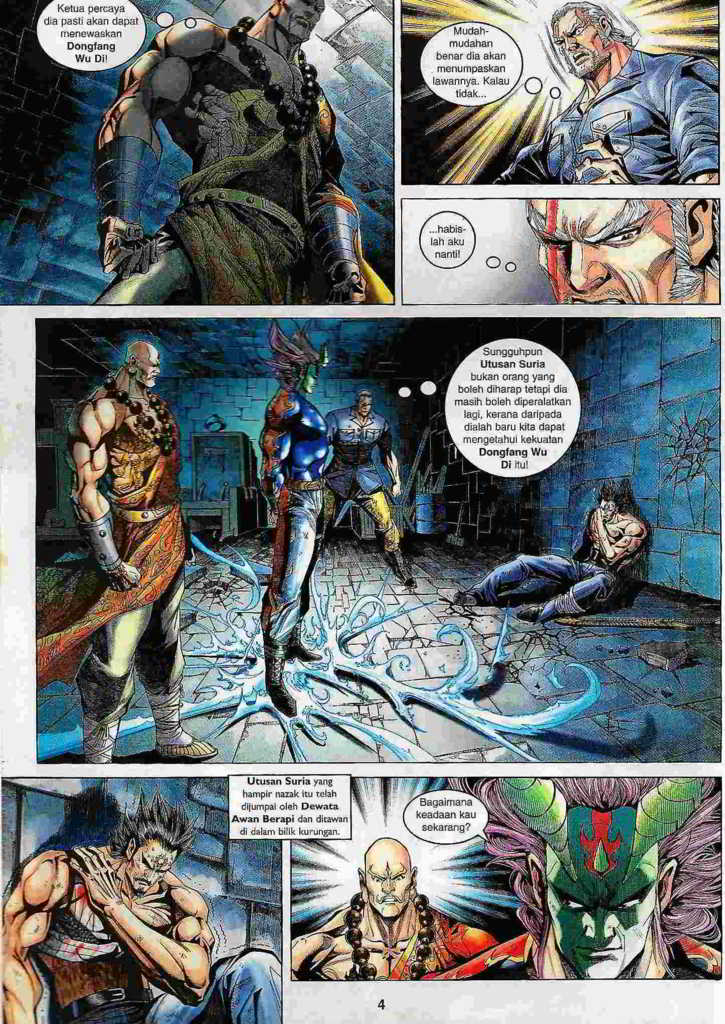 Ketua percaya
dia pasti akan dapat
menewaskan
Dongfang
Wu Di!
Mudah-
mudahan
benar dia akan
menumpaskan
lawannya. Kalau
tidak...
...habis-
lah aku
nanti!
Sungguhpun
Utusan Suria
bukan orang yang
boleh diharap tetapi dia
masih boleh diperalatkan
lagi, kerana daripada
dialah baru kita dapat
mengetahui kekuatan
Dongfang Wu
Di itu!
Utusan Suria yang
hampir nazak itu telah
dijumpai oleh Dewata
Awan Berapi dan ditawan
di dalam bilik kurungan.
Bagaimana
keadaan kau
sekarang?
4